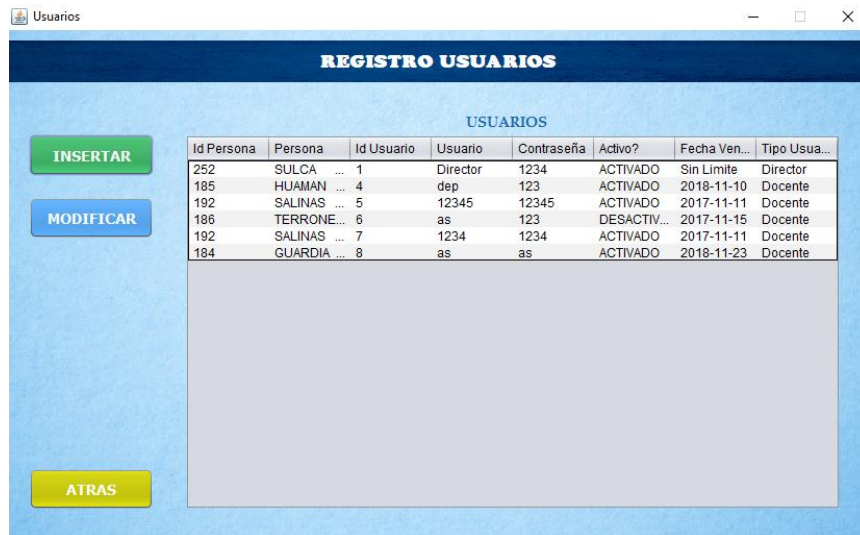 Usuarios
REGISTRO USUARIOS
USUARIOS
INSERTAR
MODIFICAR
ATRAS
Id Persona Persona Id Usuario Usuario Contraseña Activo? Fecha Ven... Tipo Usua...
252 SULCA ... 1 Director 1234 ACTIVADO Sin Limite Director
185 HUAMAN ... 4 dep 123 ACTIVADO 2018-11-10 Docente
192 SALINAS ... 5 12345 12345 ACTIVADO 2017-11-11 Docente
186 TERRONE... 6 as 123 DESACTIV... 2017-11-15 Docente
192 SALINAS ... 7 1234 1234 ACTIVADO 2017-11-11 Docente
184 GUARDIA ... 8 as as ACTIVADO 2018-11-23 Docente